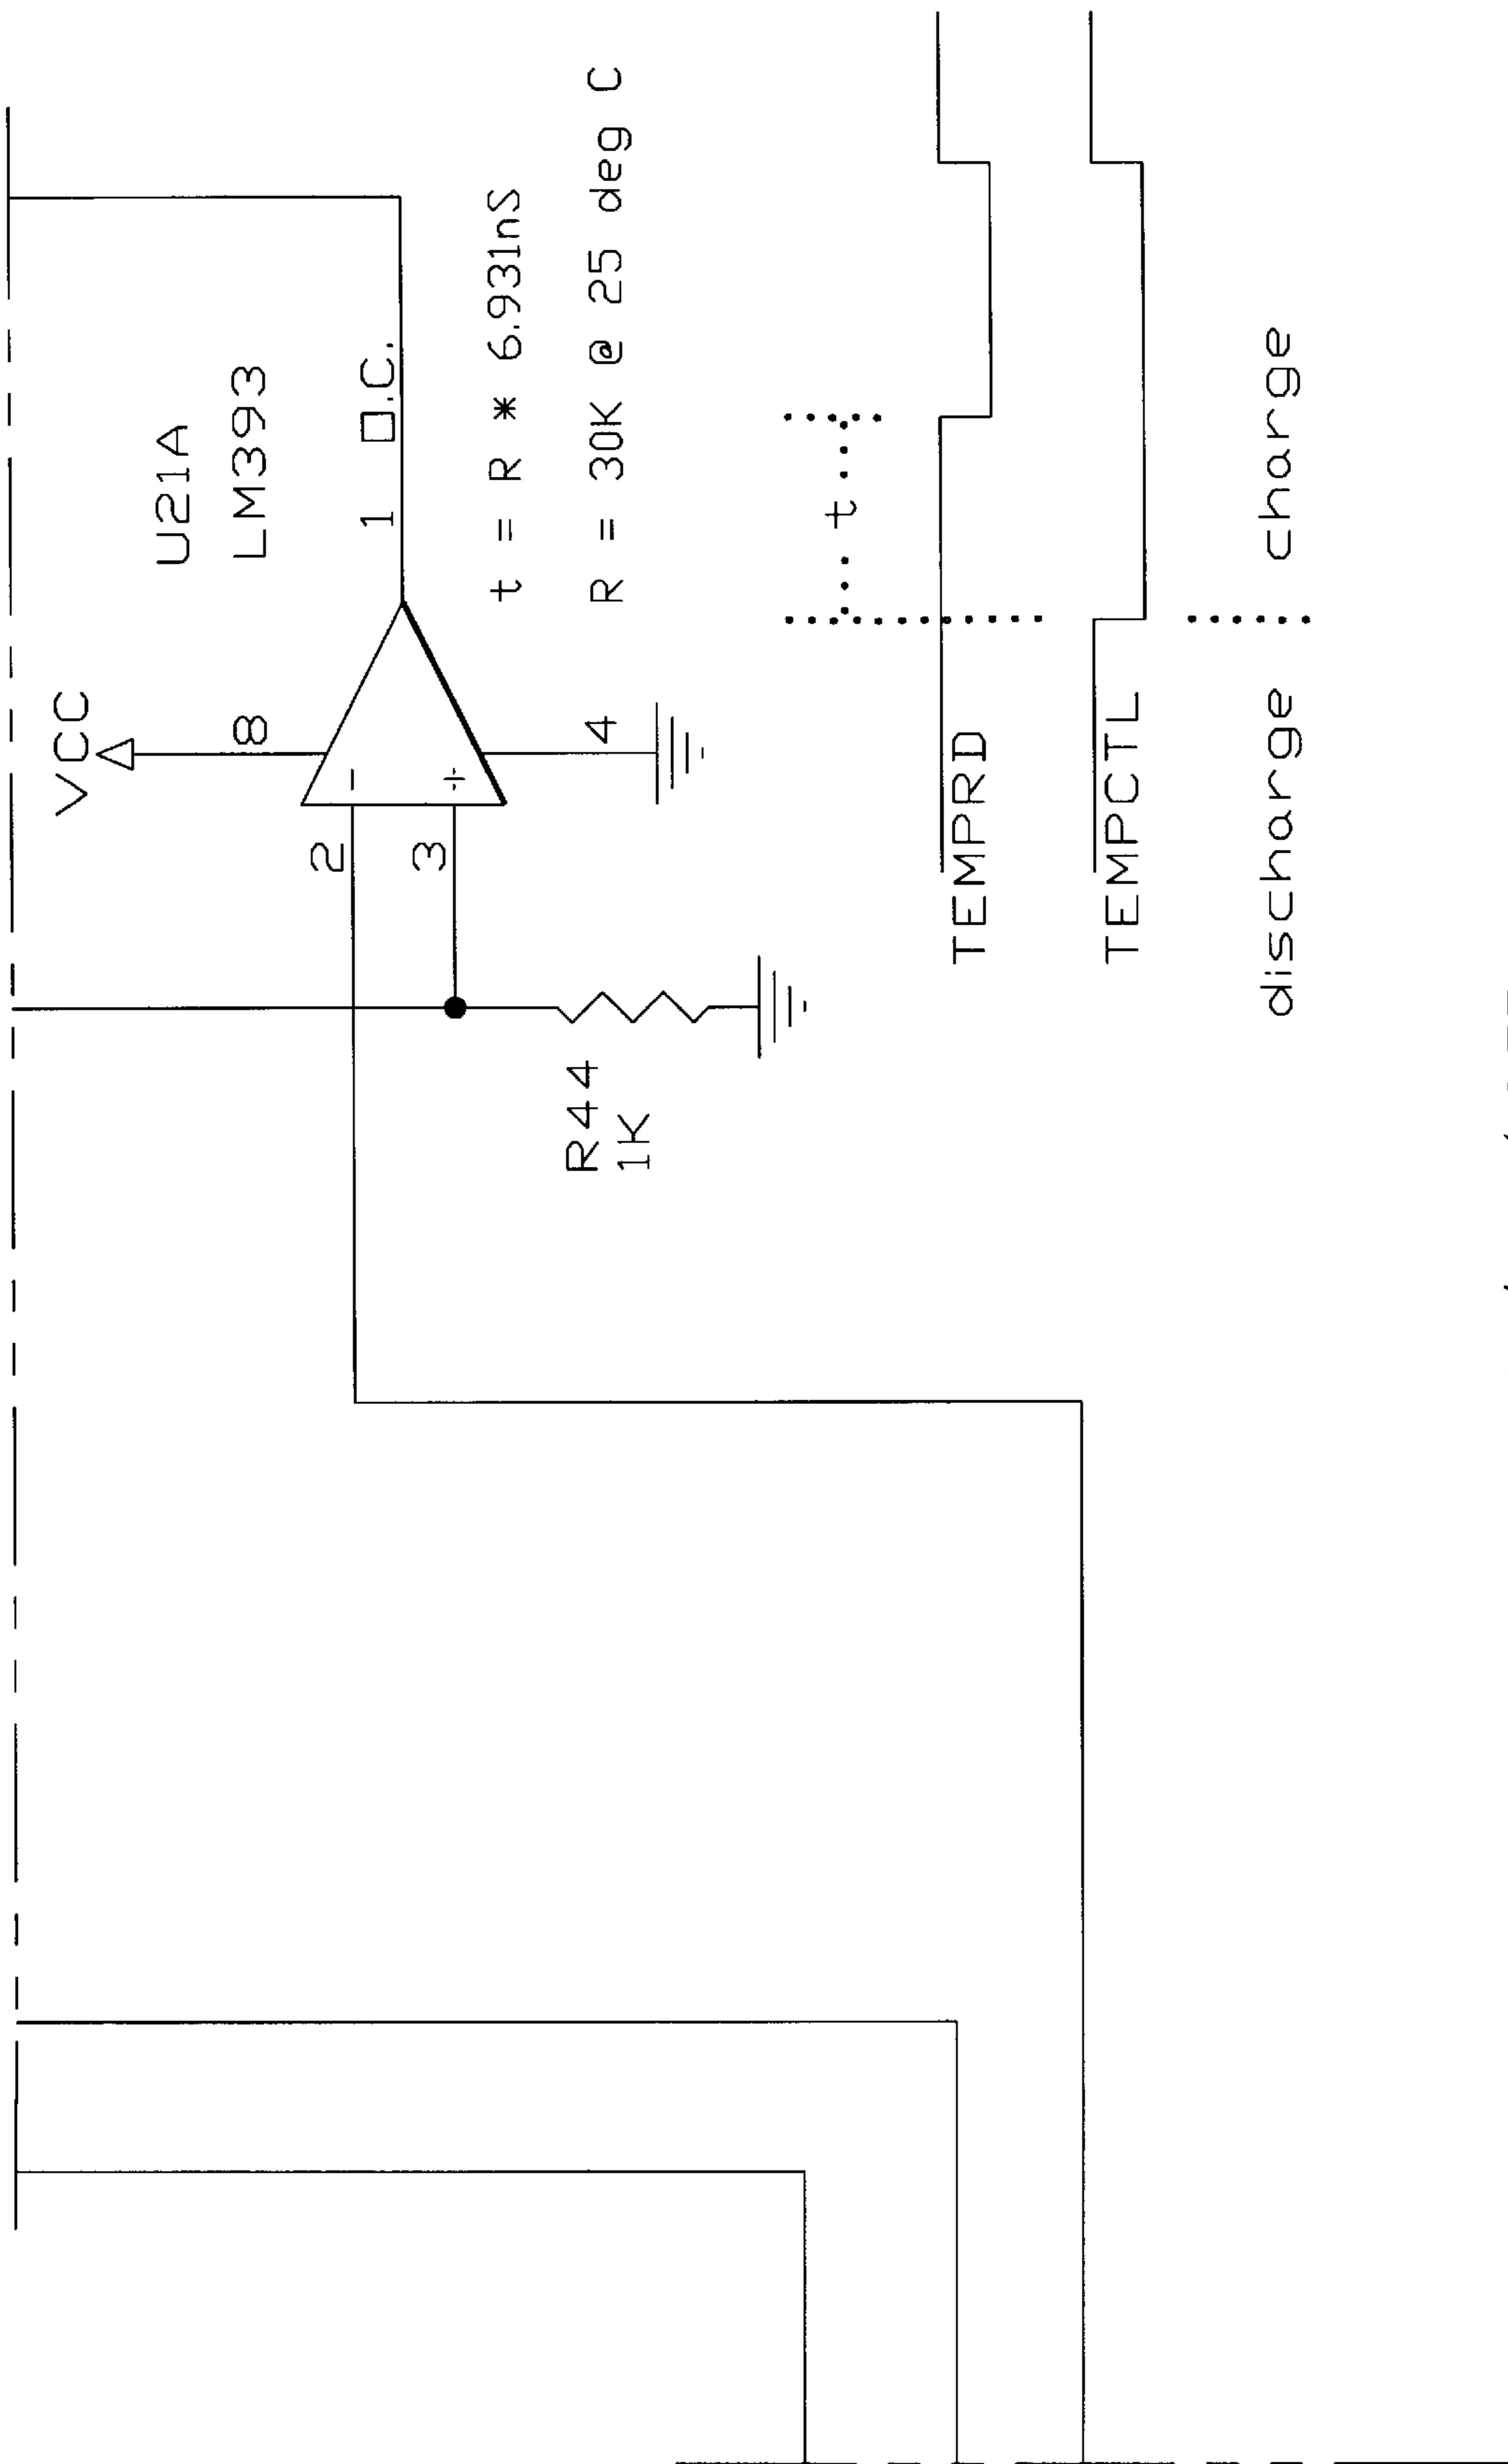 VCC
U21A
LM393
8
2
3
1 O.C.
4
R44
1K
t = R * 6.931nS
R = 30K @ 25 deg C
t
TEMPRD
TEMPCTL
discharge charge